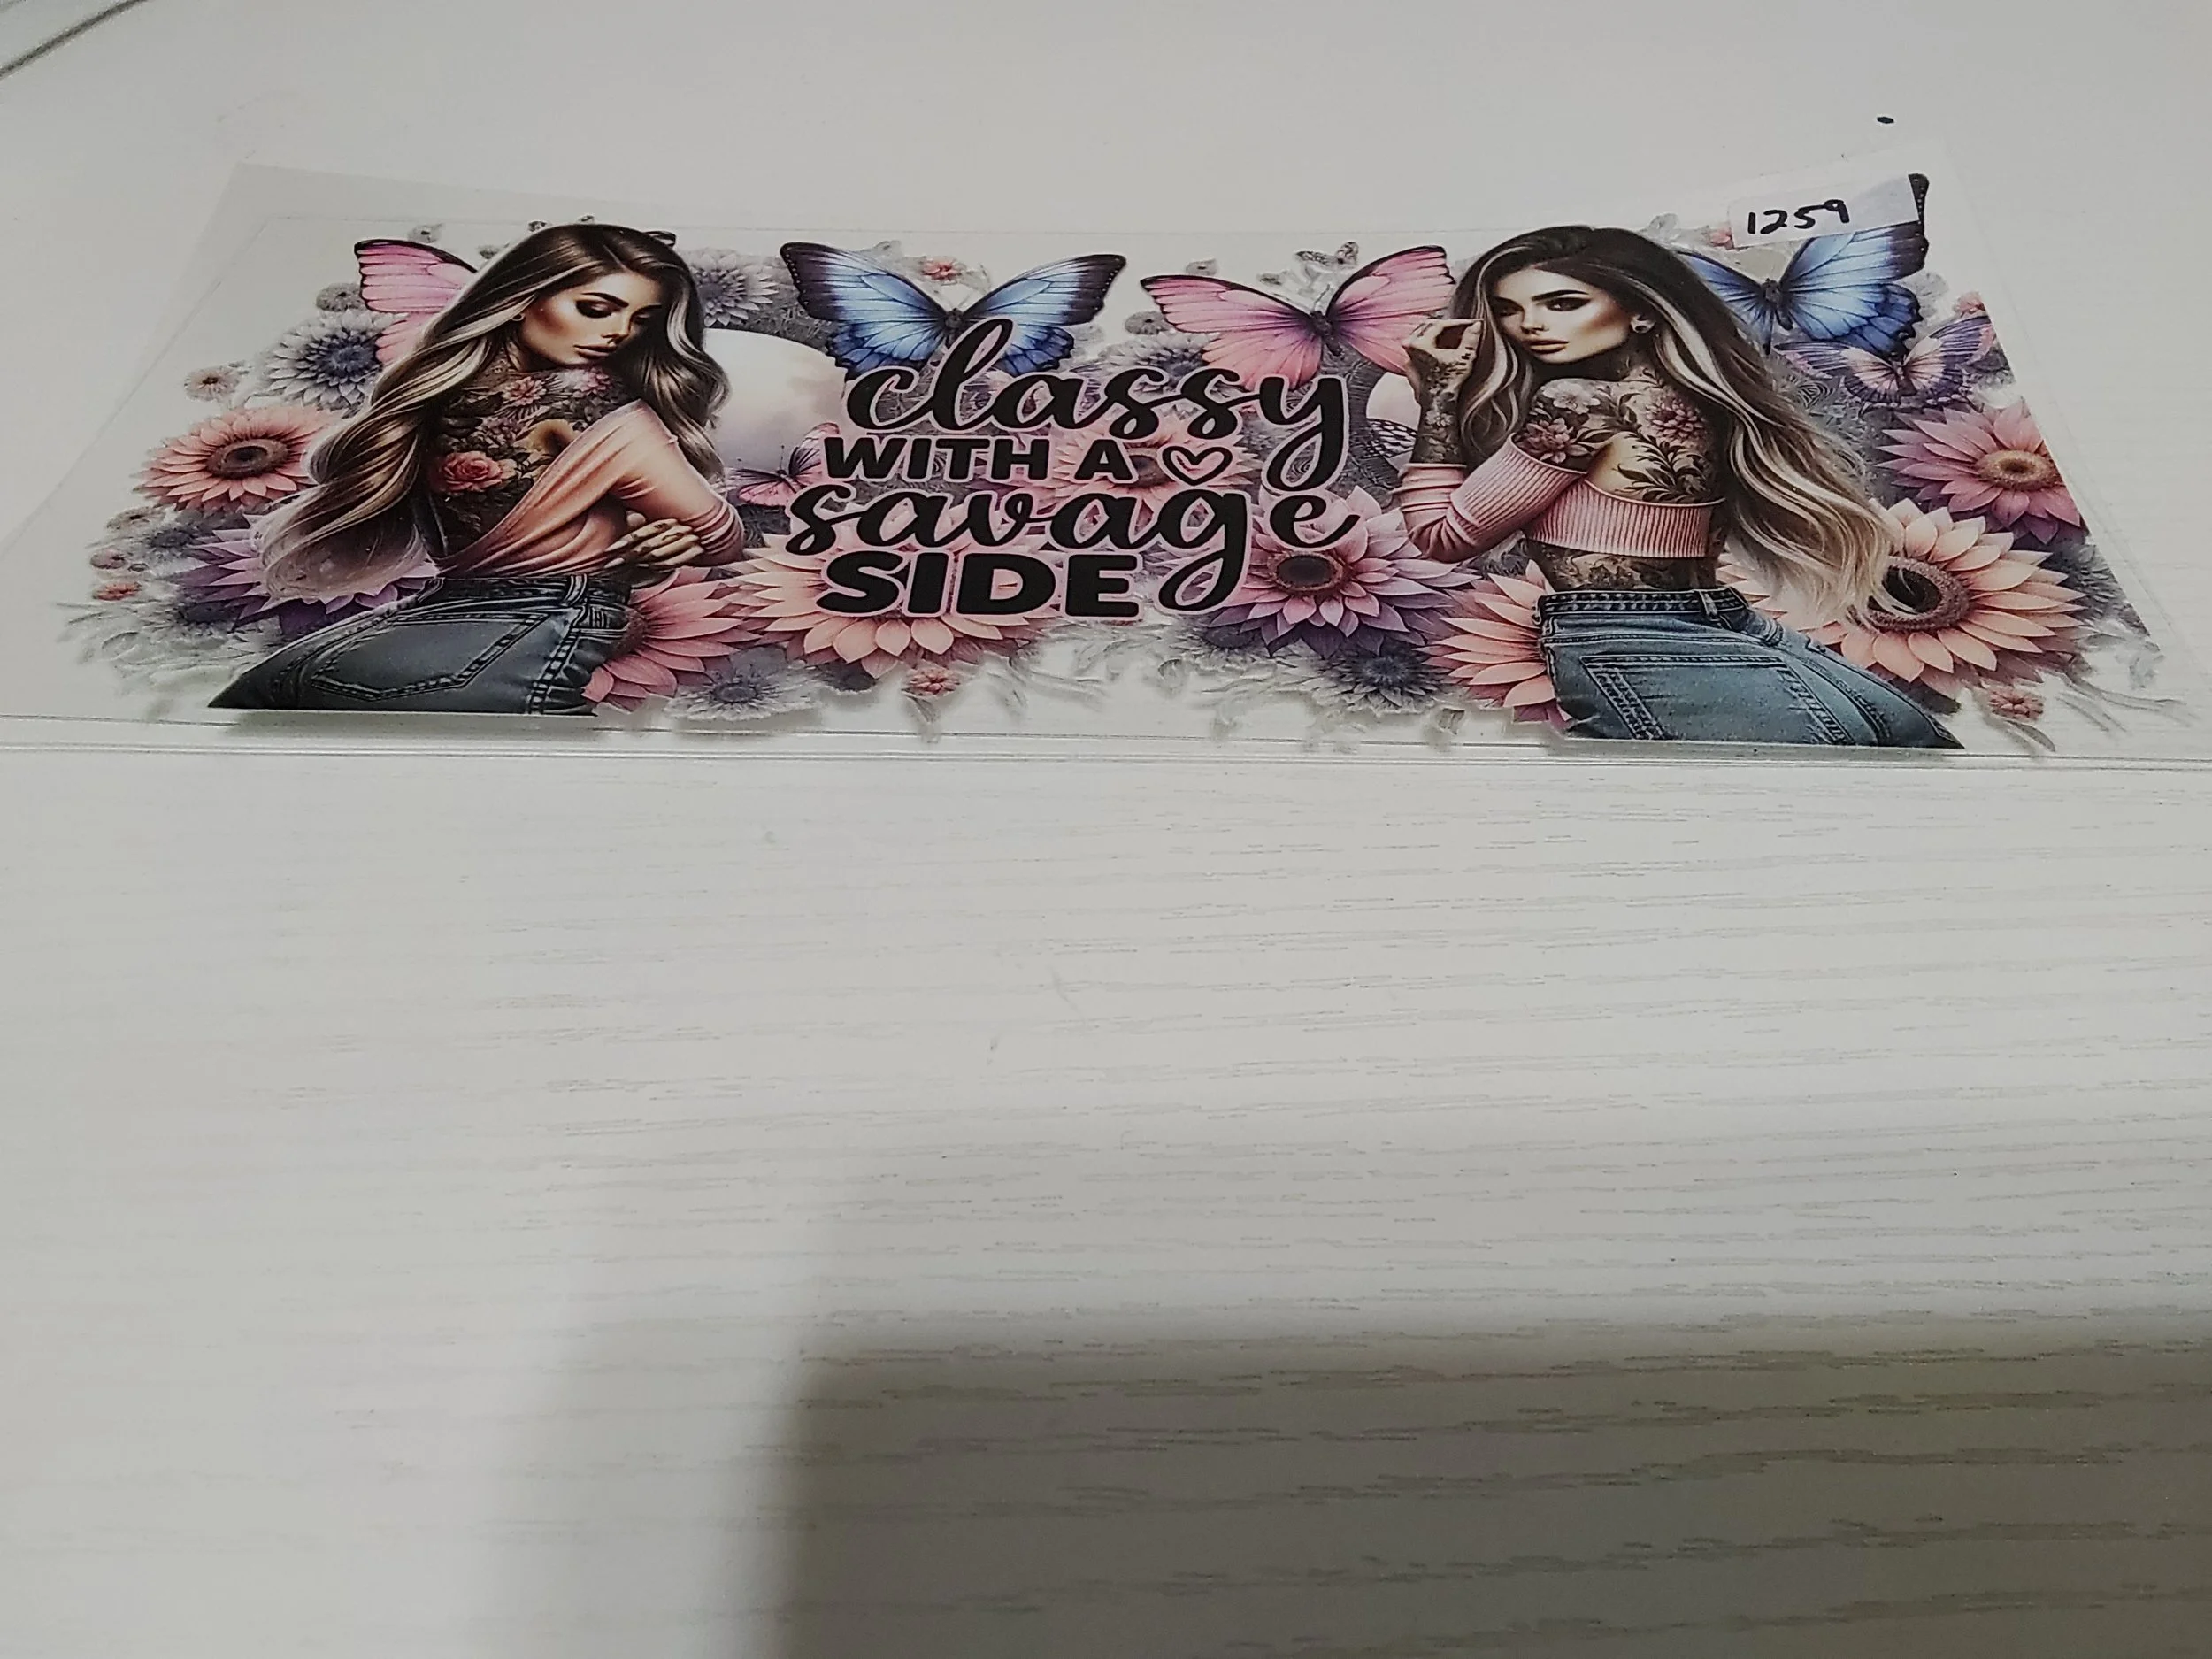 1259
classy
WITH A
savage
SIDE